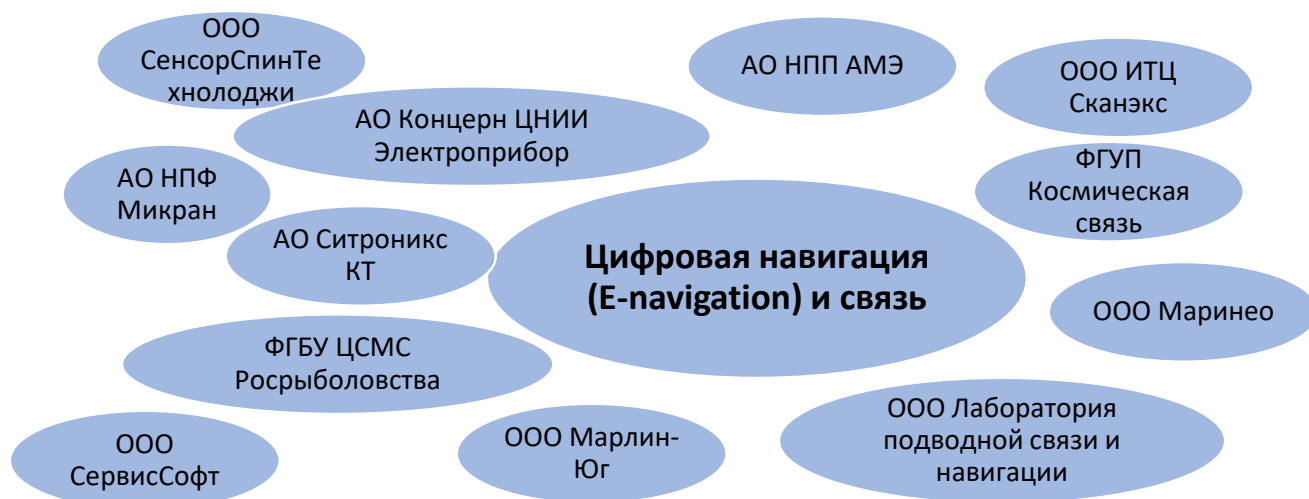 ООО
СенсорСпинТе
хнолоджи
АО НПП АМЭ
ООО ИТЦ
Сканэкс
АО Концерн ЦНИИ
Электроприбор
АО НПФ
Микран
ФГУП
Космическая
связь
АО Ситроникс
КТ
Цифровая навигация
(E-navigation) и связь
ООО Маринео
ФГБУ ЦСМС
Росрыболовства
ООО
СервисСофт
ООО Марлин-
Юг
ООО Лаборатория
подводной связи и
навигации